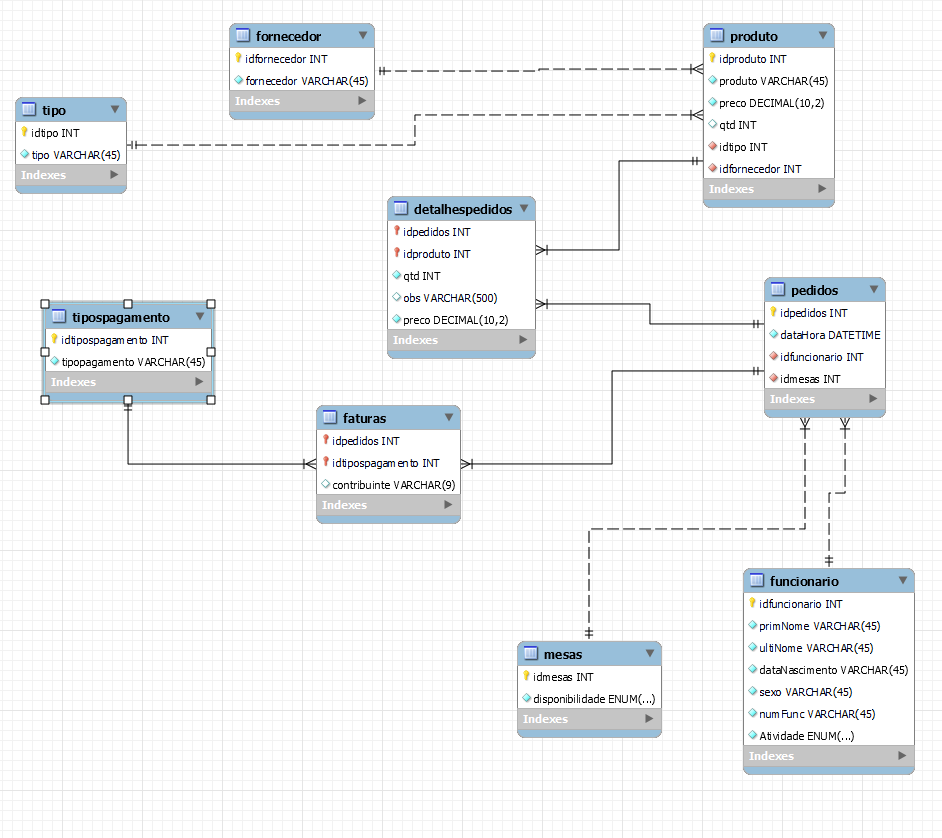 fornecedor
idfornecedor INT
fornecedor VARCHAR(45)
Indexes
produto
idproduto INT
produto VARCHAR(45)
preco DECIMAL(10,2)
qtd INT
idtipo INT
idfornecedor INT
Indexes
tipo
idtipo INT
tipo VARCHAR(45)
Indexes
detalhespedidos
idpedidos INT
idproduto INT
qtd INT
obs VARCHAR(500)
preco DECIMAL(10,2)
Indexes
pedidos
idpedidos INT
dataHora DATETIME
idfuncionario INT
idmesas INT
Indexes
tipospagamento
idtipospagamento INT
tipopagamento VARCHAR(45)
Indexes
faturas
idpedidos INT
idtipospagamento INT
contribuinte VARCHAR(9)
Indexes
funcionario
idfuncionario INT
primNome VARCHAR(45)
ultiNome VARCHAR(45)
dataNascimento VARCHAR(45)
sexo VARCHAR(45)
numFunc VARCHAR(45)
Atividade ENUM(...)
Indexes
mesas
idmesas INT
disponibilidade ENUM(...)
Indexes